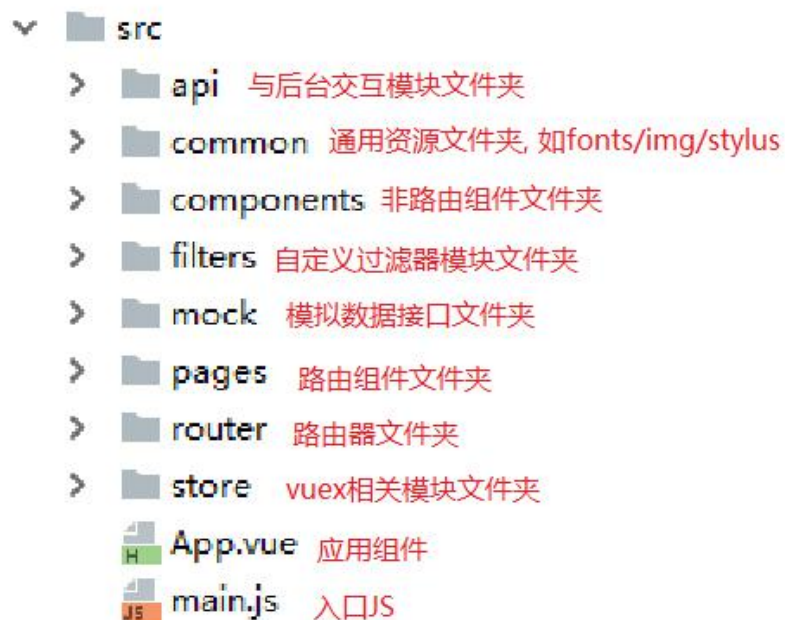 src
api 与后台交互模块文件夹
common 通用资源文件夹, 如fonts/img/stylus
components 非路由组件文件夹
filters 自定义过滤器模块文件夹
mock 模拟数据接口文件夹
pages 路由组件文件夹
router 路由器文件夹
store vuex相关模块文件夹
H App.vue 应用组件
JS main.js 入口JS